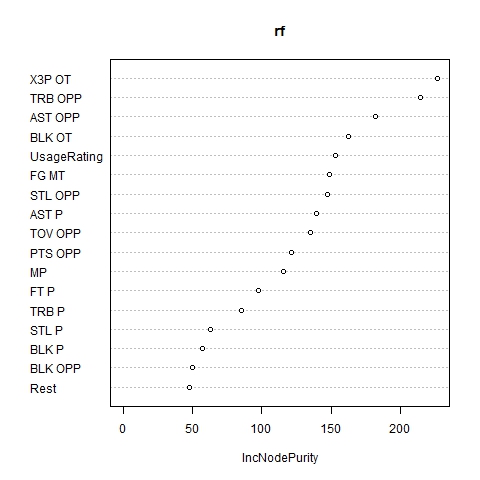 rf
X3P OT
TRB OPP
AST OPP
BLK OT
UsageRating
FG MT
STL OPP
AST P
TOV OPP
PTS OPP
MP
FT P
TRB P
STL P
BLK P
BLK OPP
Rest
0 50 100 150 200
IncNodePurity